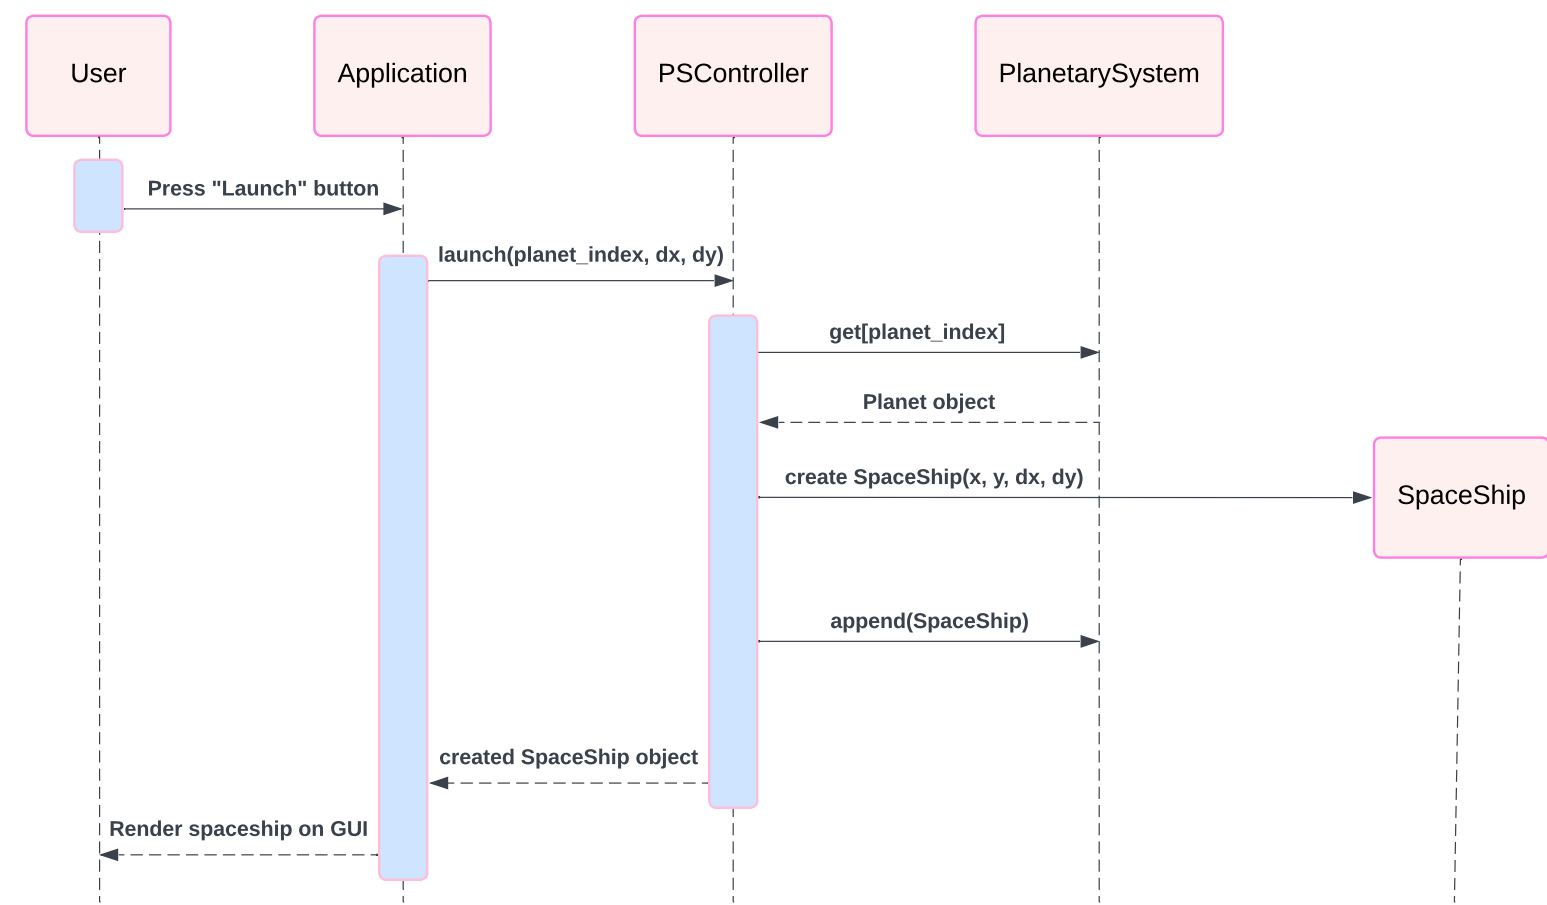 User
Application
PSController
PlanetarySystem
Press "Launch" button
launch(planet_index, dx, dy)
get[planet_index]
Planet object
create SpaceShip(x, y, dx, dy)
SpaceShip
append(SpaceShip)
created SpaceShip object
Render spaceship on GUI